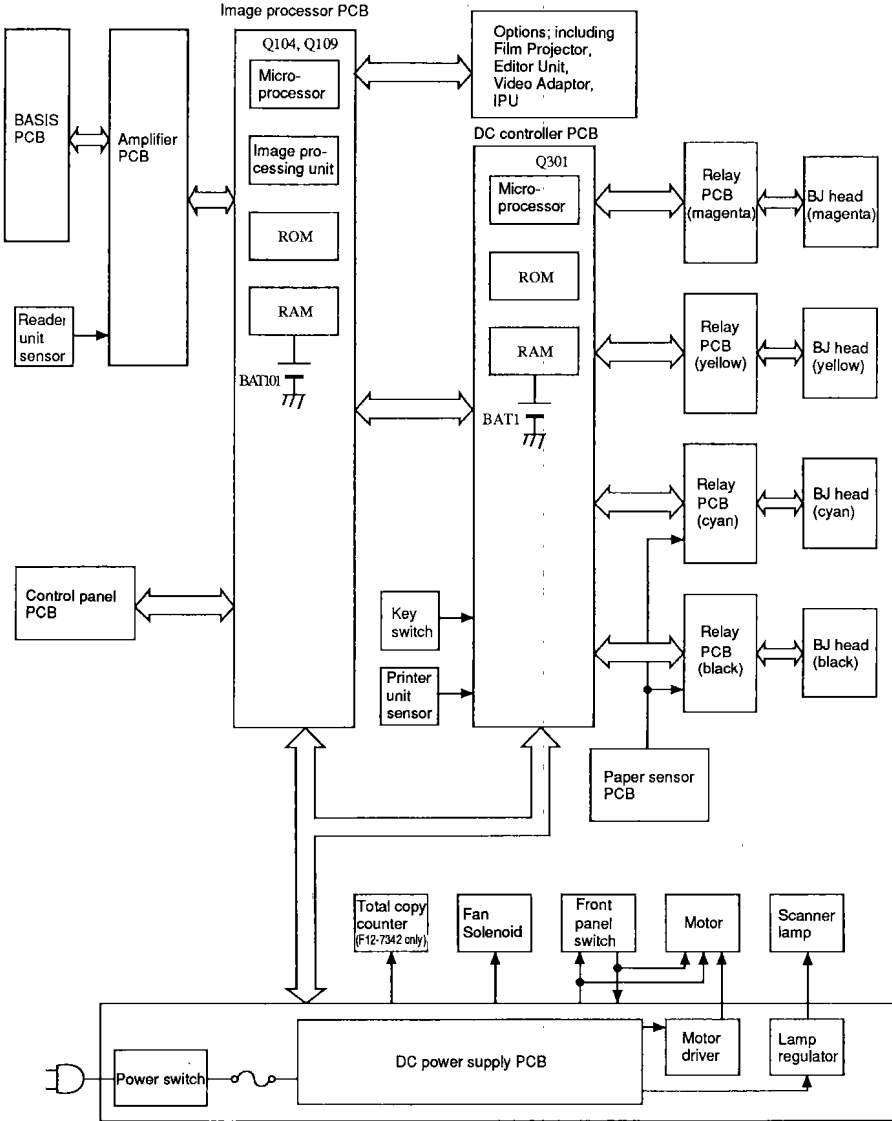 Image processor PCB
Q104, Q109
Micro-
processor
Image pro-
cessing unit
ROM
RAM
BAT101
BASIS
PCB
Amplifier
PCB
Reader
unit
sensor
Control panel
PCB
Options; including
Film Projector,
Editor Unit,
Video Adaptor,
IPU
DC controller PCB
Q301
Micro-
processor
ROM
RAM
BAT1
Key
switch
Printer
unit
sensor
Relay
PCB
(magenta)
BJ head
(magenta)
Relay
PCB
(yellow)
BJ head
(yellow)
Relay
PCB
(cyan)
BJ head
(cyan)
Relay
PCB
(black)
BJ head
(black)
Paper sensor
PCB
Total copy
counter
(F12-7342 only)
Fan
Solenoid
Front
panel
switch
Motor
Scanner
lamp
Power switch
DC power supply PCB
Motor
driver
Lamp
regulator